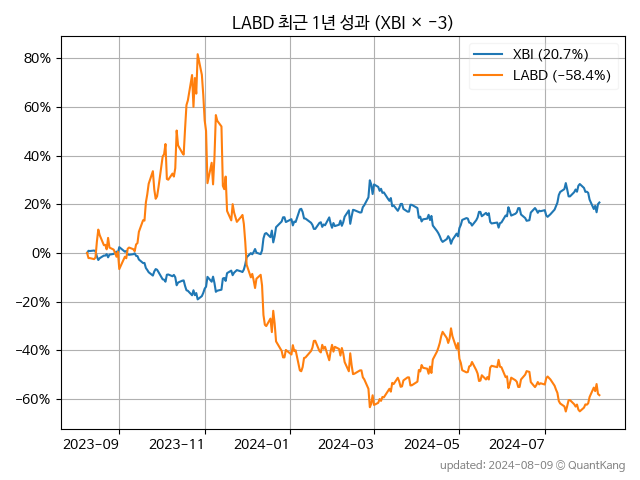 LABD 최근 1년 성과 (XBI × -3)
XBI (20.7%)
LABD (-58.4%)
80%
60%
40%
20%
0%
-20%
-40%
-60%
2023-09 2023-11 2024-01 2024-03 2024-05 2024-07
updated: 2024-08-09 © QuantKang